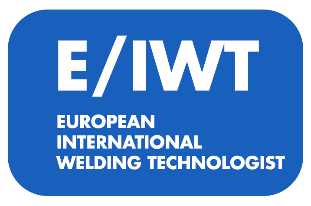 E/IWT
EUROPEAN
INTERNATIONAL
WELDING TECHNOLOGIST